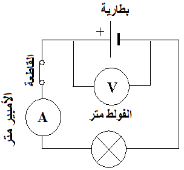 بطارية
+
V
القاطعة
الفولط متر
الأمبير متر
A